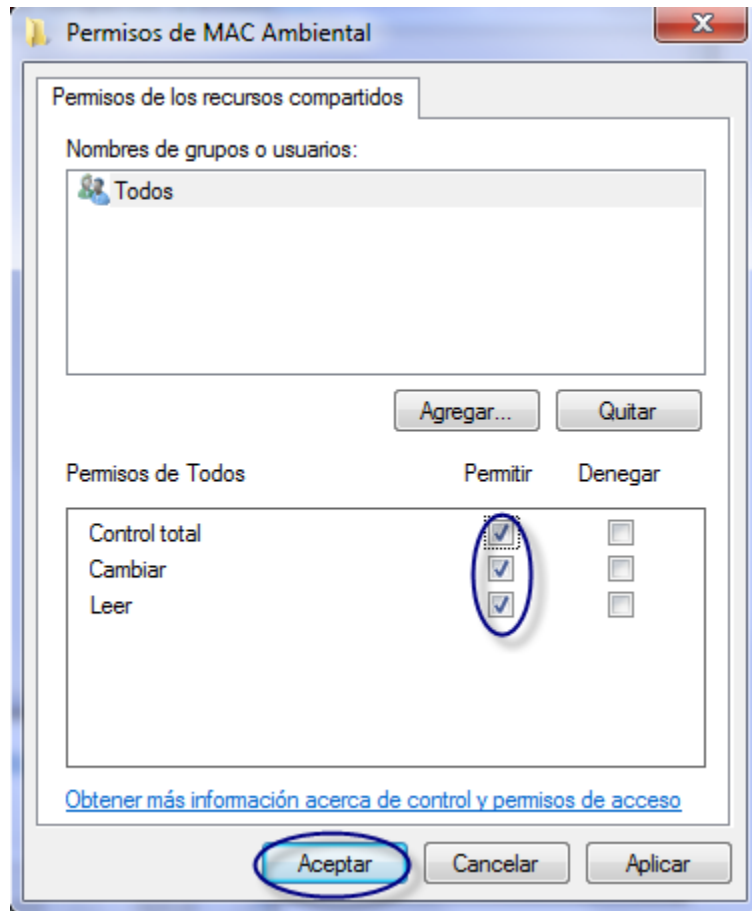 Permisos de MAC Ambiental
Permisos de los recursos compartidos
Nombres de grupos o usuarios:
Todos
Agregar... Quitar
Permisos de Todos Permitir Denegar
Control total
Cambiar
Leer
Obtener más información acerca de control y permisos de acceso
Aceptar Cancelar Aplicar